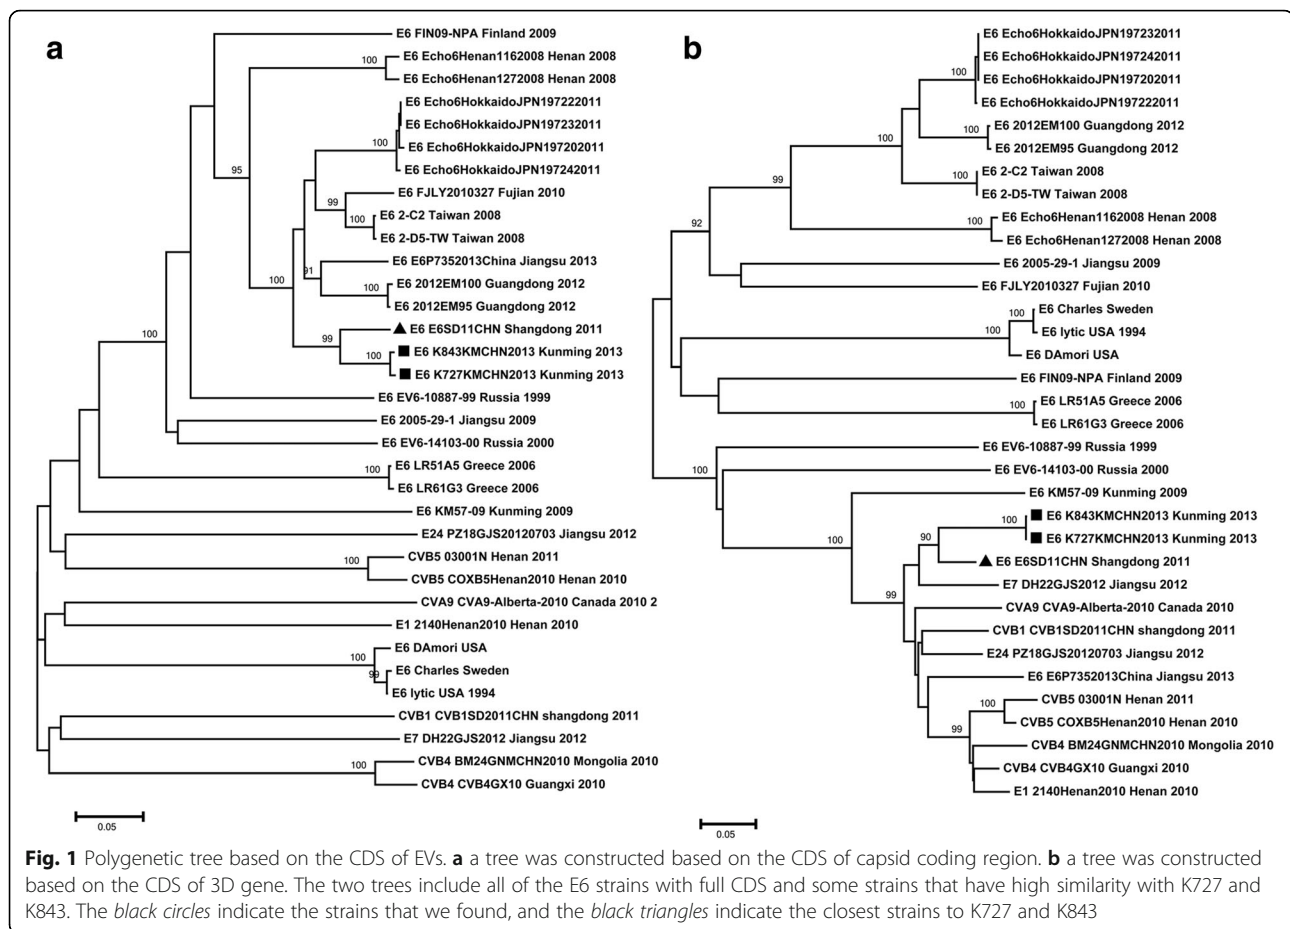 a
E6 FIN09-NPA Finland 2009
100
E6 Echo6Henan1162008 Henan 2008
E6 Echo6Henan1272008 Henan 2008
E6 Echo6HokkaidoJPN197222011
E6 Echo6HokkaidoJPN197232011
100
E6 Echo6HokkaidoJPN197202011
E6 Echo6HokkaidoJPN197242011
95
E6 FJLY2010327 Fujian 2010
99
E6 2-C2 Taiwan 2008
100
E6 2-D5-TW Taiwan 2008
E6 E6P7352013China Jiangsu 2013
91
100
E6 2012EM100 Guangdong 2012
100
E6 2012EM95 Guangdong 2012
E6 E6SD11CHN Shangdong 2011
99
E6 K843KMCHN2013 Kunming 2013
100
E6 K727KMCHN2013 Kunming 2013
100
E6 EV6-10887-99 Russia 1999
E6 2005-29-1 Jiangsu 2009
E6 EV6-14103-00 Russia 2000
E6 LR51A5 Greece 2006
100
E6 LR61G3 Greece 2006
E6 KM57-09 Kunming 2009
E24 PZ18GJS20120703 Jiangsu 2012
CVB5 03001N Henan 2011
100
CVB5 COXB5Henan2010 Henan 2010
CVA9 CVA9-Alberta-2010 Canada 2010 2
E1 2140Henan2010 Henan 2010
E6 DAmori USA
100
E6 Charles Sweden
99
E6 lytic USA 1994
CVB1 CVB1SD2011CHN shangdong 2011
E7 DH22GJS2012 Jiangsu 2012
CVB4 BM24GNMCHN2010 Mongolia 2010
100
CVB4 CVB4GX10 Guangxi 2010
0.05
b
E6 Echo6HokkaidoJPN197232011
E6 Echo6HokkaidoJPN197242011
100
E6 Echo6HokkaidoJPN197202011
E6 Echo6HokkaidoJPN197222011
E6 2012EM100 Guangdong 2012
100
100
E6 2012EM95 Guangdong 2012
E6 2-C2 Taiwan 2008
100
E6 2-D5-TW Taiwan 2008
99
E6 Echo6Henan1162008 Henan 2008
100
E6 Echo6Henan1272008 Henan 2008
92
E6 2005-29-1 Jiangsu 2009
E6 FJLY2010327 Fujian 2010
E6 Charles Sweden
100
E6 lytic USA 1994
E6 DAmori USA
E6 FIN09-NPA Finland 2009
E6 LR51A5 Greece 2006
100
E6 LR61G3 Greece 2006
E6 EV6-10887-99 Russia 1999
100
E6 EV6-14103-00 Russia 2000
E6 KM57-09 Kunming 2009
E6 K843KMCHN2013 Kunming 2013
100
E6 K727KMCHN2013 Kunming 2013
100
90
E6 E6SD11CHN Shangdong 2011
E7 DH22GJS2012 Jiangsu 2012
99
CVA9 CVA9-Alberta-2010 Canada 2010
CVB1 CVB1SD2011CHN shangdong 2011
E24 PZ18GJS20120703 Jiangsu 2012
E6 E6P7352013China Jiangsu 2013
CVB5 03001N Henan 2011
100
CVB5 COXB5Henan2010 Henan 2010
99
CVB4 BM24GNMCHN2010 Mongolia 2010
CVB4 CVB4GX10 Guangxi 2010
E1 2140Henan2010 Henan 2010
0.05
Fig. 1 Polygenetic tree based on the CDS of EVs. a a tree was constructed based on the CDS of capsid coding region. b a tree was constructed
based on the CDS of 3D gene. The two trees include all of the E6 strains with full CDS and some strains that have high similarity with K727 and
K843. The black circles indicate the strains that we found, and the black triangles indicate the closest strains to K727 and K843